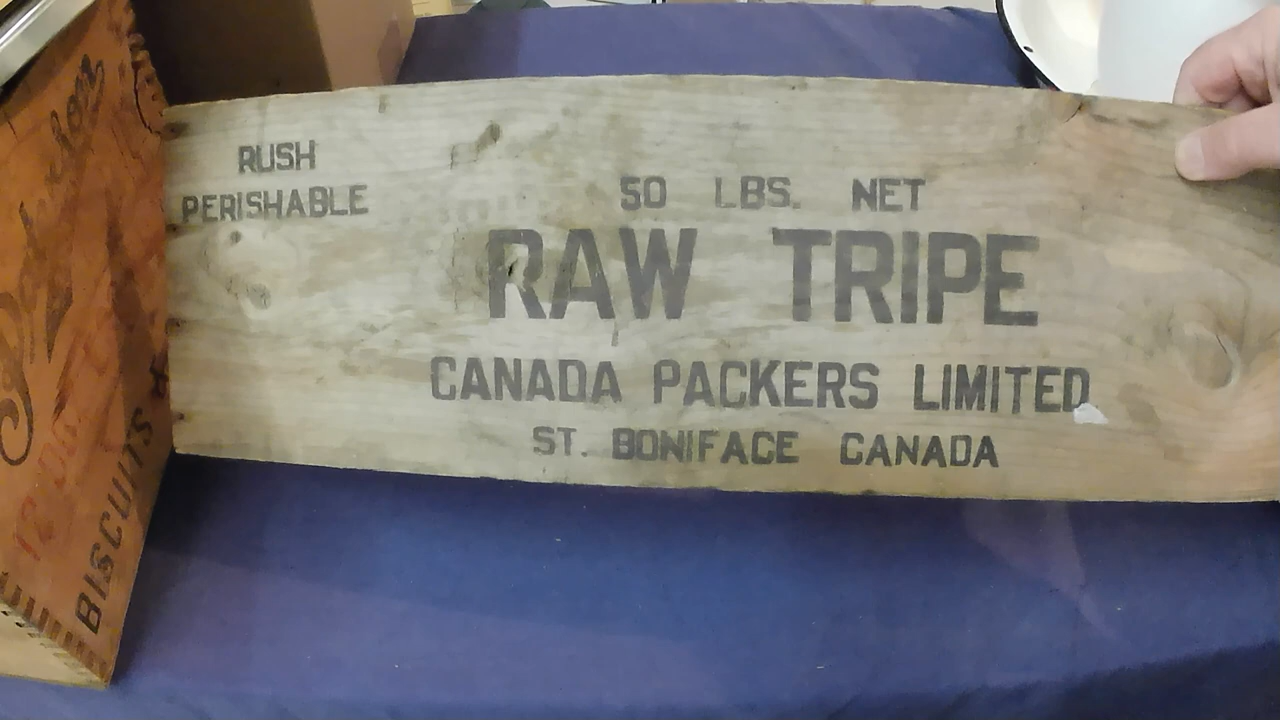 RUSH
PERISHABLE
50 LBS. NET
RAW TRIPE
CANADA PACKERS LIMITED
ST. BONIFACE CANADA
BISCUITS